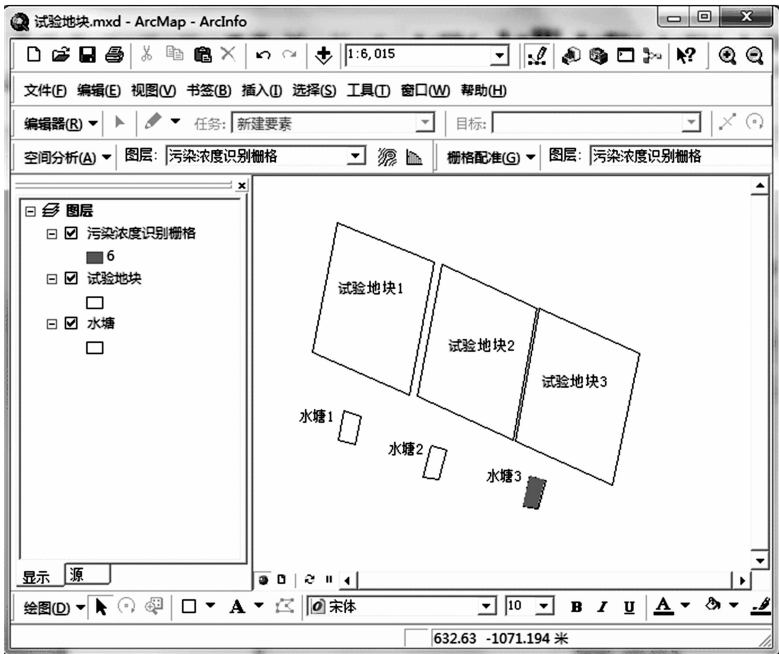 试验地块.mxd - ArcMap - ArcInfo
1:6,015
文件(F) 编辑(E) 视图(V) 书签(B) 插入(I) 选择(S) 工具(T) 窗口(W) 帮助(H)
编辑器(R) 任务: 新建要素 目标:
空间分析(A) 图层: 污染浓度识别栅格 栅格配准(G) 图层: 污染浓度识别栅格
图层
污染浓度识别栅格
6
试验地块
水塘
试验地块1
试验地块2
试验地块3
水塘1
水塘2
水塘3
显示 源
绘图(D) A 宋体 10 B I U A
632.63 -1071.194 米